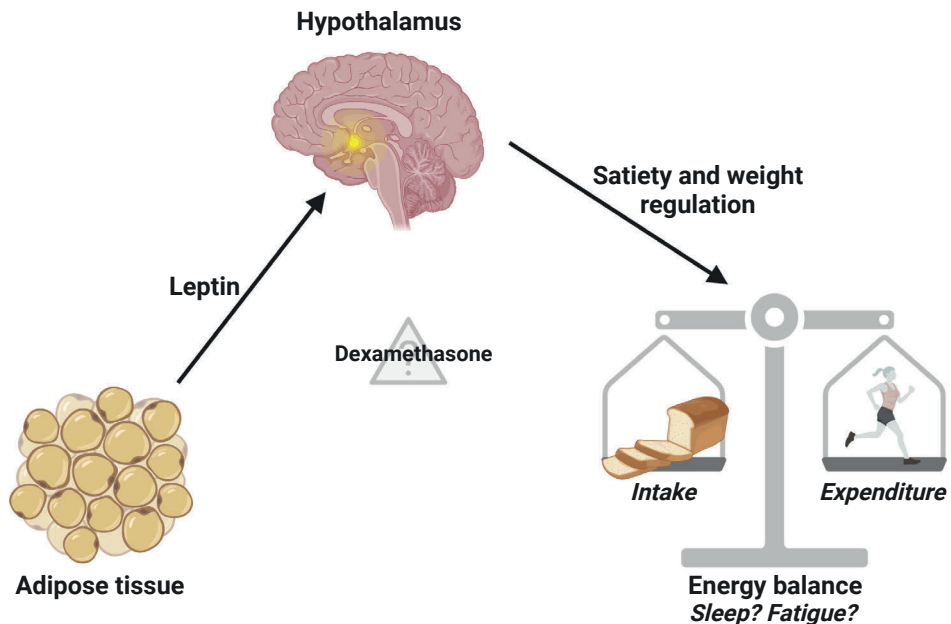 Hypothalamus
Satiety and weight
regulation
Leptin
?
Dexamethasone
Intake
Expenditure
Adipose tissue
Energy balance
Sleep? Fatigue?